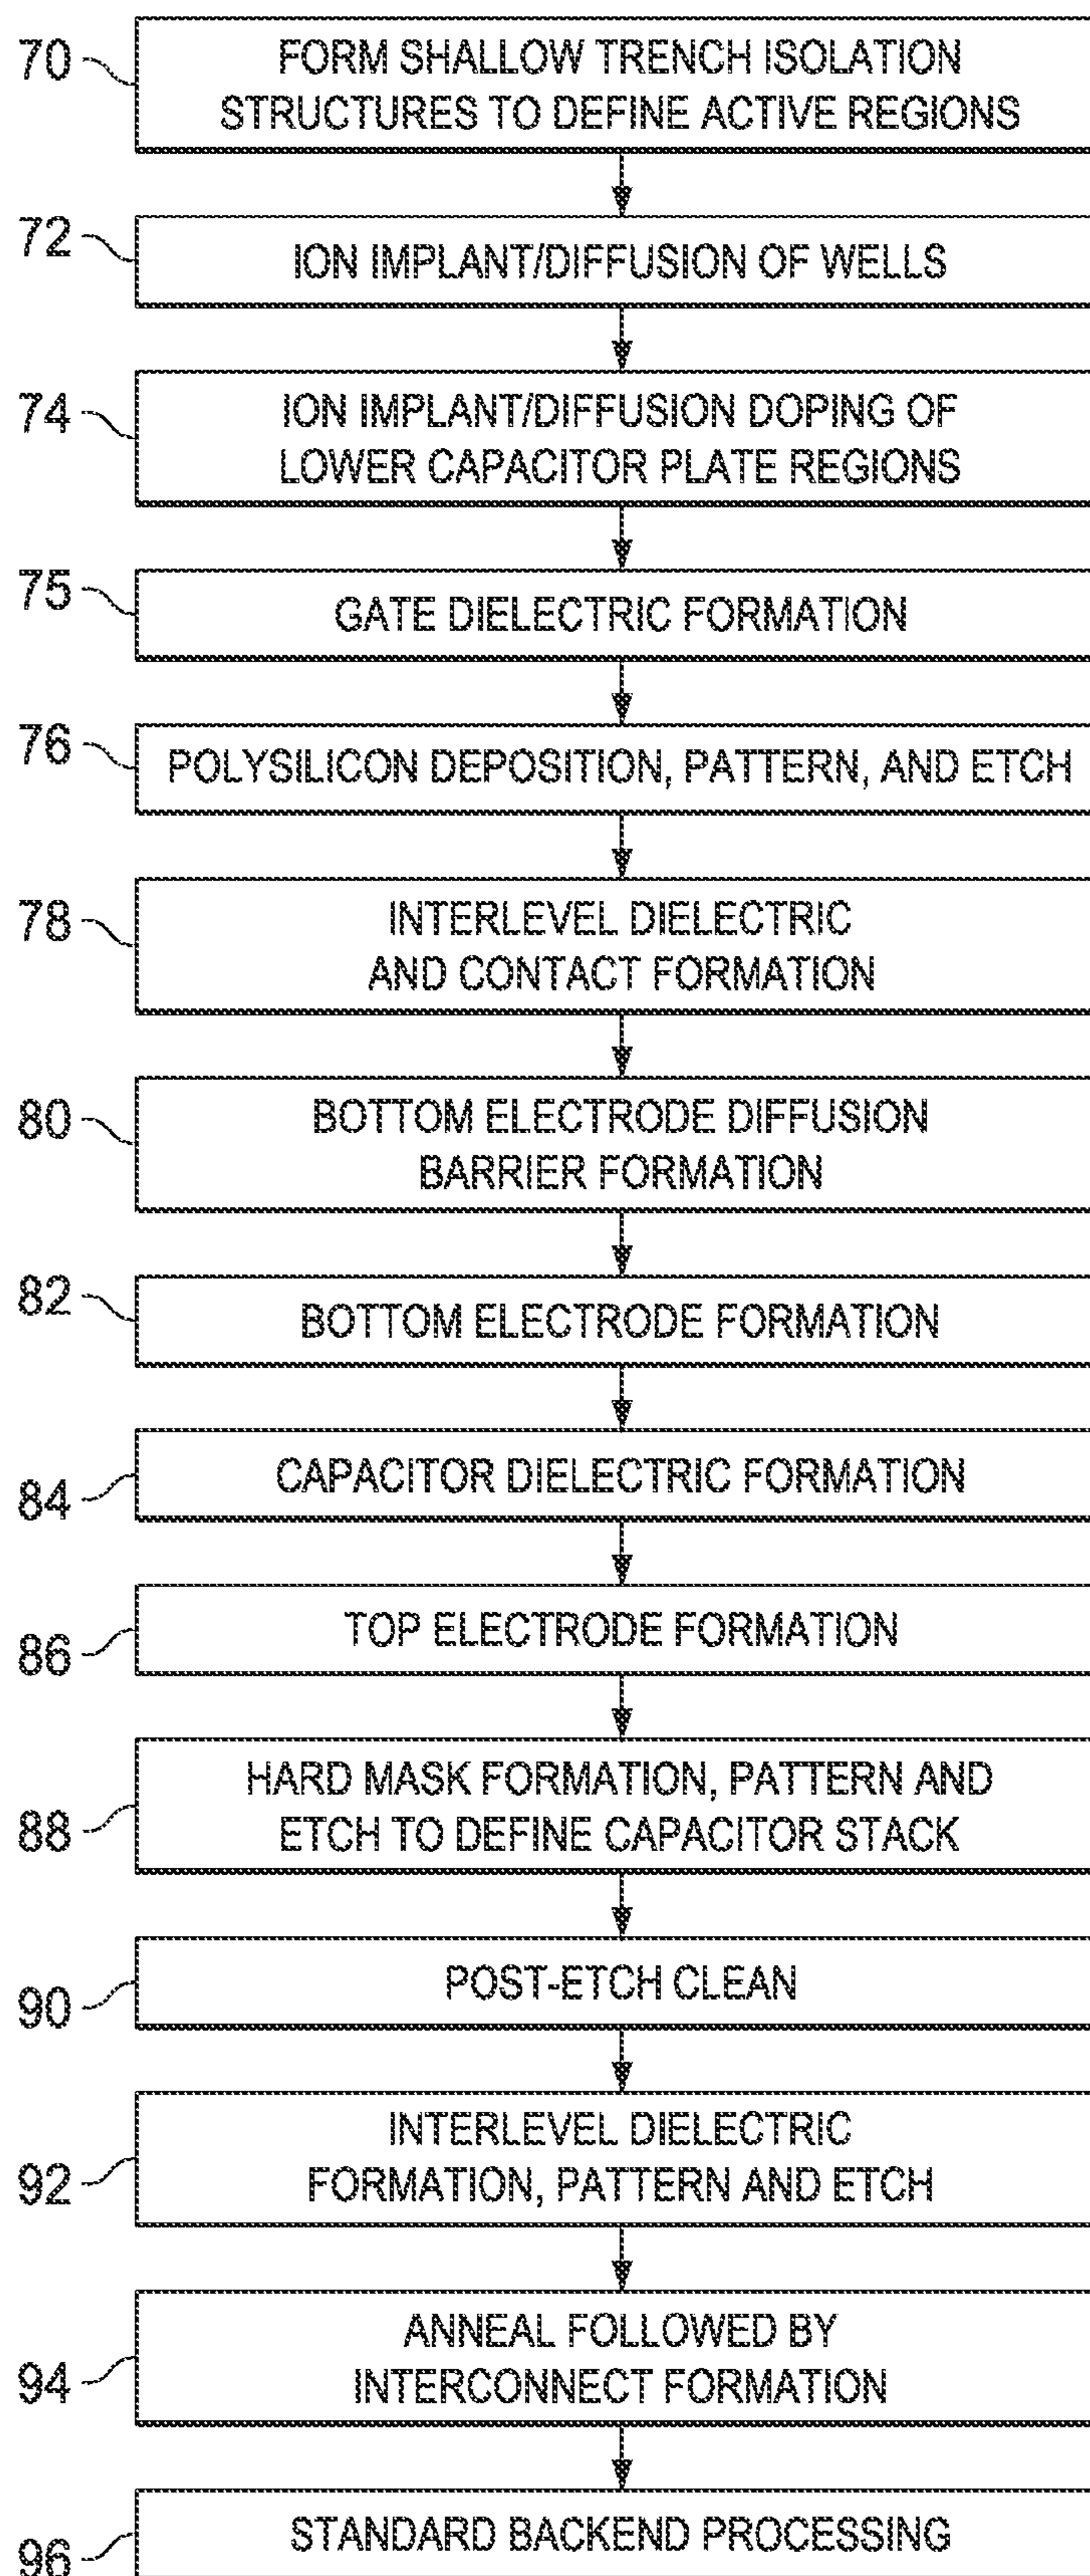 70
FORM SHALLOW TRENCH ISOLATION
STRUCTURES TO DEFINE ACTIVE REGIONS
72
ION IMPLANT/DIFFUSION OF WELLS
74
ION IMPLANT/DIFFUSION DOPING OF
LOWER CAPACITOR PLATE REGIONS
75
GATE DIELECTRIC FORMATION
76
POLYSILICON DEPOSITION, PATTERN, AND ETCH
78
INTERLEVEL DIELECTRIC
AND CONTACT FORMATION
80
BOTTOM ELECTRODE DIFFUSION
BARRIER FORMATION
82
BOTTOM ELECTRODE FORMATION
84
CAPACITOR DIELECTRIC FORMATION
86
TOP ELECTRODE FORMATION
88
HARD MASK FORMATION, PATTERN AND
ETCH TO DEFINE CAPACITOR STACK
90
POST-ETCH CLEAN
92
INTERLEVEL DIELECTRIC
FORMATION, PATTERN AND ETCH
94
ANNEAL FOLLOWED BY
INTERCONNECT FORMATION
96
STANDARD BACKEND PROCESSING